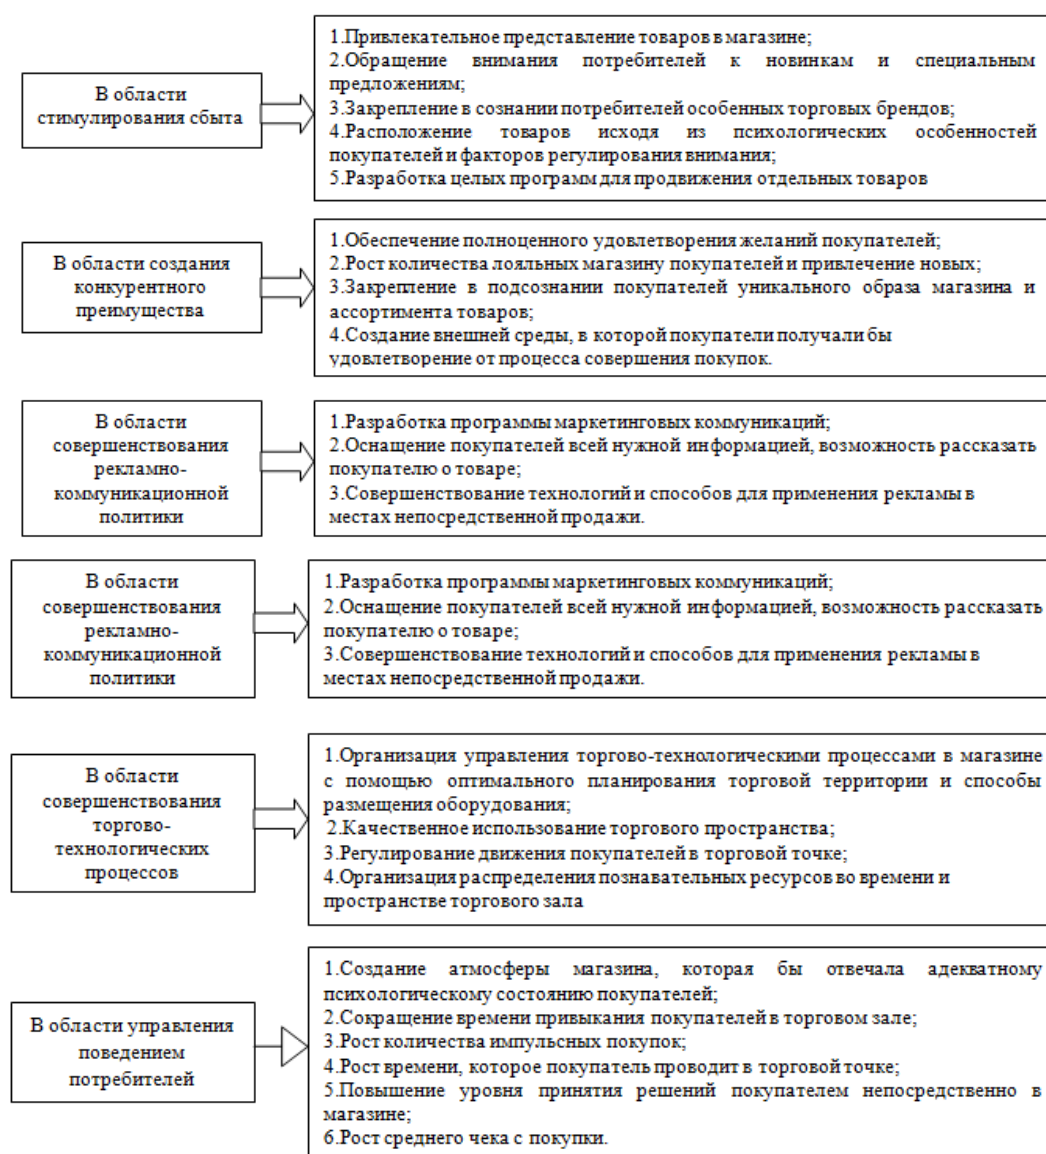 В области
стимулирования сбыта
1.Привлекательное представление товаров в магазине;
2.Обращение внимания потребителей к новинкам и специальным
предложениям;
3.Закрепление в сознании потребителей особенных торговых брендов;
4.Расположение товаров исходя из психологических особенностей
покупателей и факторов регулирования внимания;
5.Разработка целых программ для продвижения отдельных товаров
В области создания
конкурентного
преимущества
1.Обеспечение полноценного удовлетворения желаний покупателей;
2.Рост количества лояльных магазину покупателей и привлечение новых;
3.Закрепление в подсознании покупателей уникального образа магазина и
ассортимента товаров;
4.Создание внешней среды, в которой покупатели получали бы
удовлетворение от процесса совершения покупок.
В области
совершенствования
рекламно-
коммуникационной
политики
1.Разработка программы маркетинговых коммуникаций;
2.Оснащение покупателей всей нужной информацией, возможность рассказать
покупателю о товаре;
3.Совершенствование технологий и способов для применения рекламы в
местах непосредственной продажи.
В области
совершенствования
рекламно-
коммуникационной
политики
1.Разработка программы маркетинговых коммуникаций;
2.Оснащение покупателей всей нужной информацией, возможность рассказать
покупателю о товаре;
3.Совершенствование технологий и способов для применения рекламы в
местах непосредственной продажи.
В области
совершенствования
торгово-
технологических
процессов
1.Организация управления торгово-технологическими процессами в магазине
с помощью оптимального планирования торговой территории и способы
размещения оборудования;
2.Качественное использование торгового пространства;
3.Регулирование движения покупателей в торговой точке;
4.Организация распределения познавательных ресурсов во времени и
пространстве торгового зала
В области управления
поведением
потребителей
1.Создание атмосферы магазина, которая бы отвечала адекватному
психологическому состоянию покупателей;
2.Сокращение времени привыкания покупателей в торговом зале;
3.Рост количества импульсных покупок;
4.Рост времени, которое покупатель проводит в торговой точке;
5.Повышение уровня принятия решений покупателем непосредственно в
магазине;
6.Рост среднего чека с покупки.